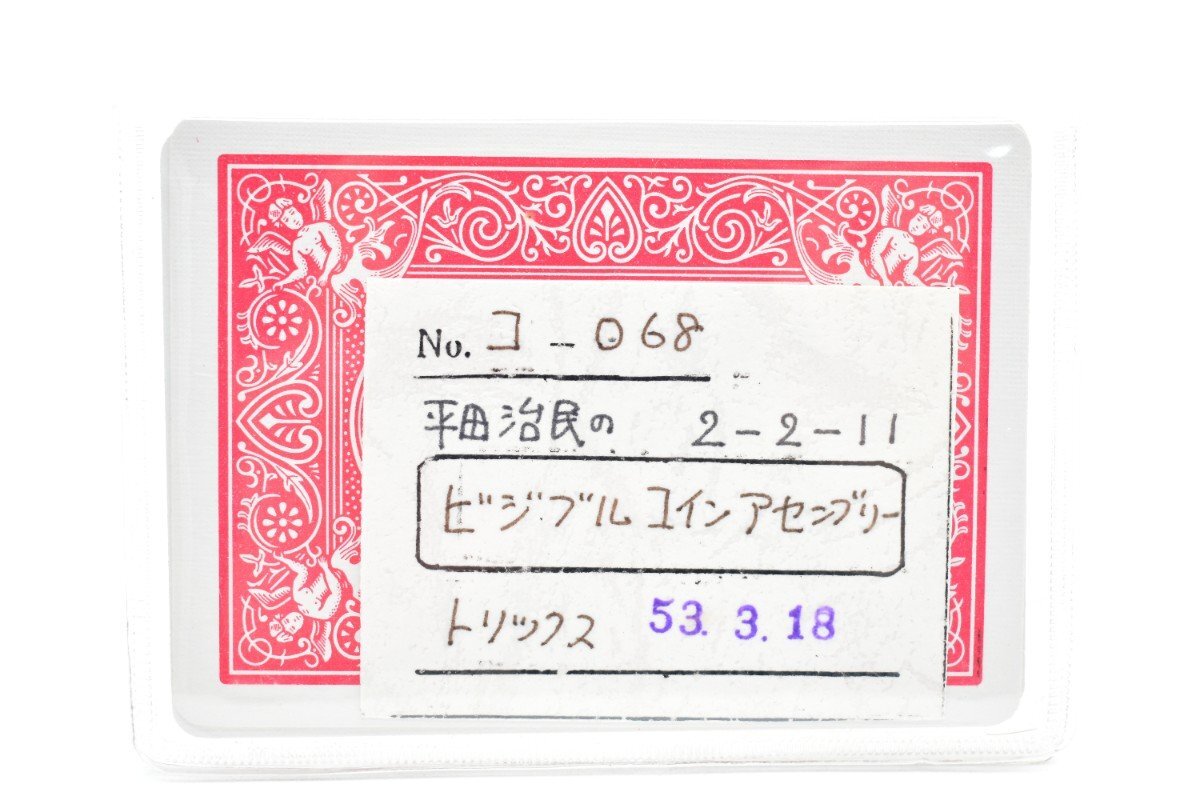 No. コ-068
平田治民の 2-2-11
ビジブルコインアセンブリー
トリックス 53. 3. 18